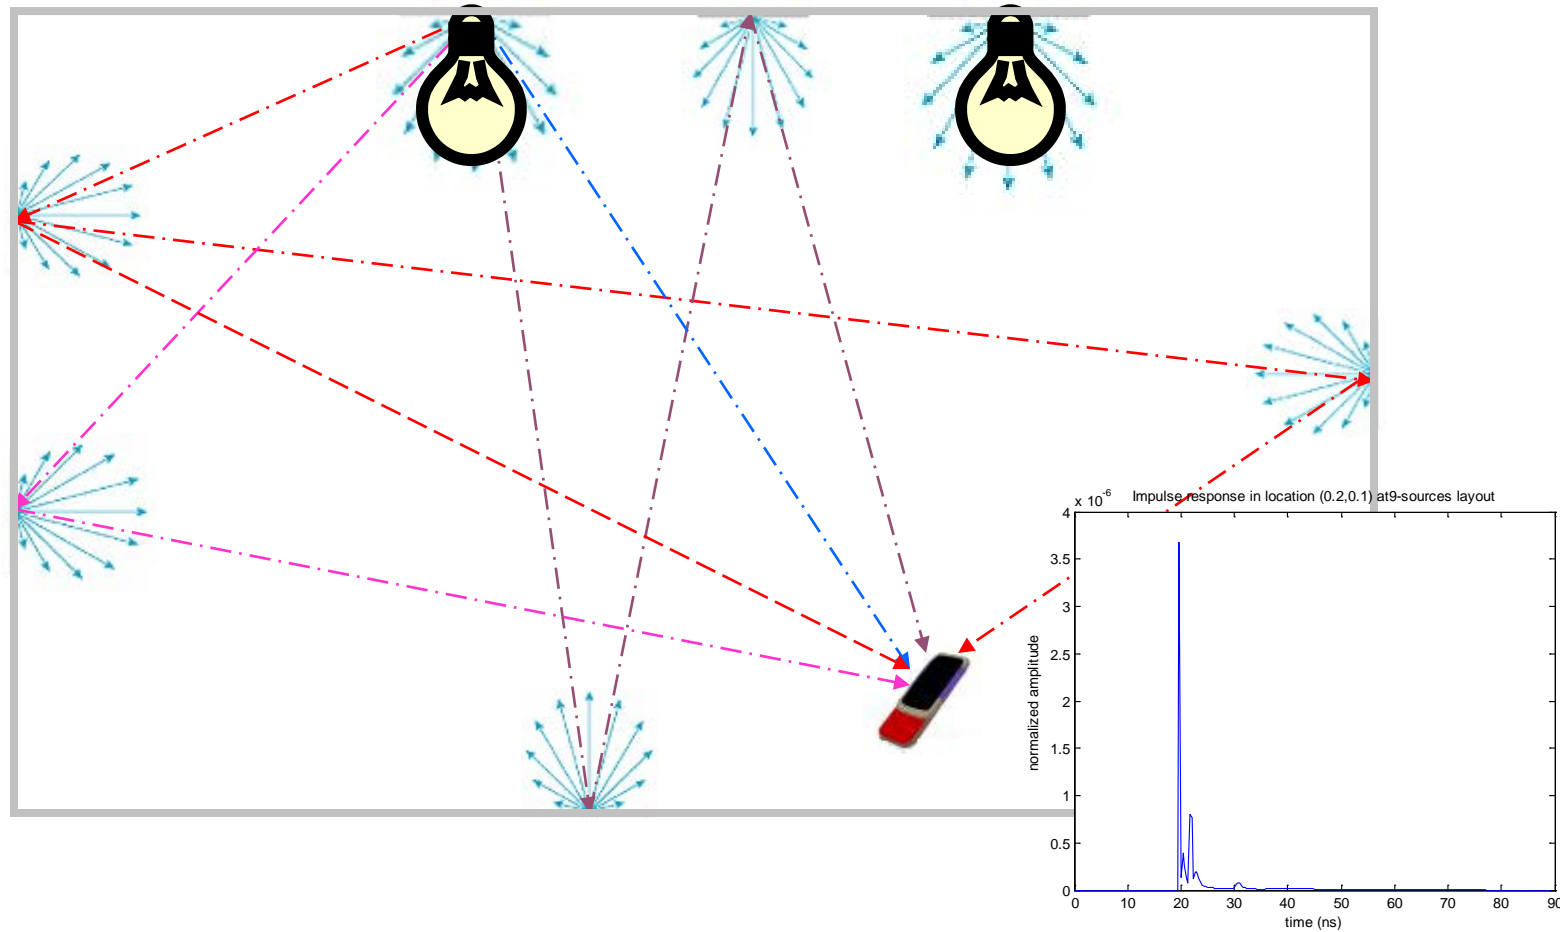 x 10^-6
Impulse response in location (0.2,0.1) at9-sources layout
4
3.5
3
2.5
2
1.5
1
0.5
0
normalized amplitude
0 10 20 30 40 50 60 70 80 90
time (ns)